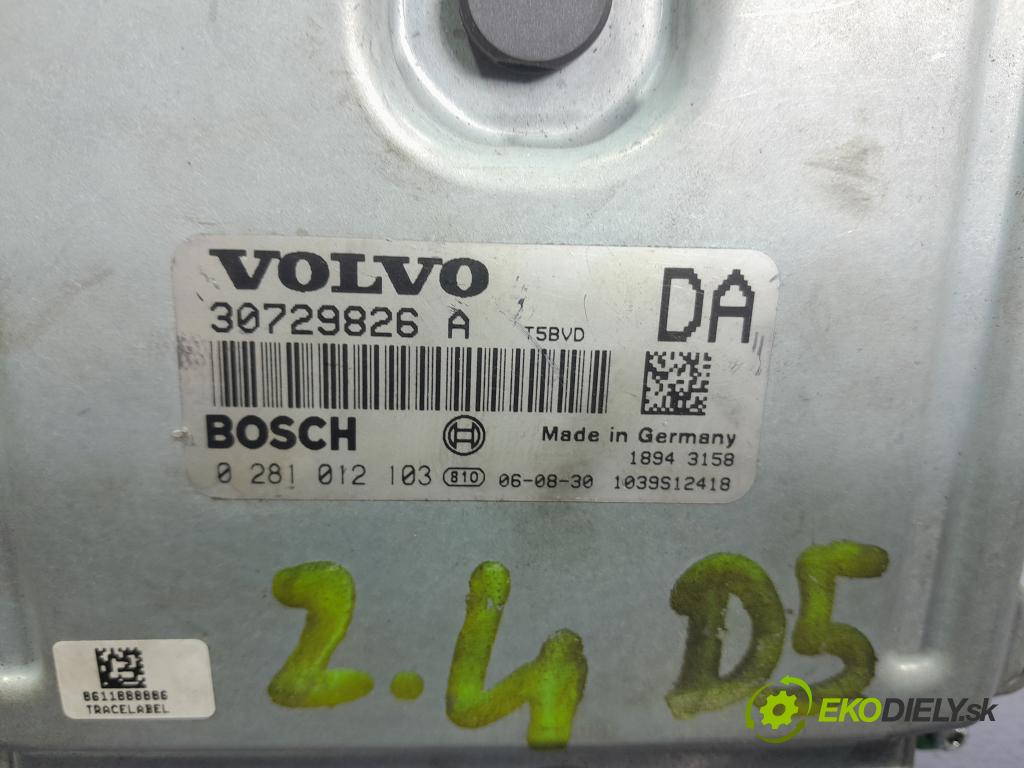 VOLVO
30729826 A T5BVD DA
BOSCH Made in Germany
1894 3158
0 281 012 103 810 06-08-30 1039S12418
2.4 D5
8611888886
TRACELABEL
EKODIELY.sk